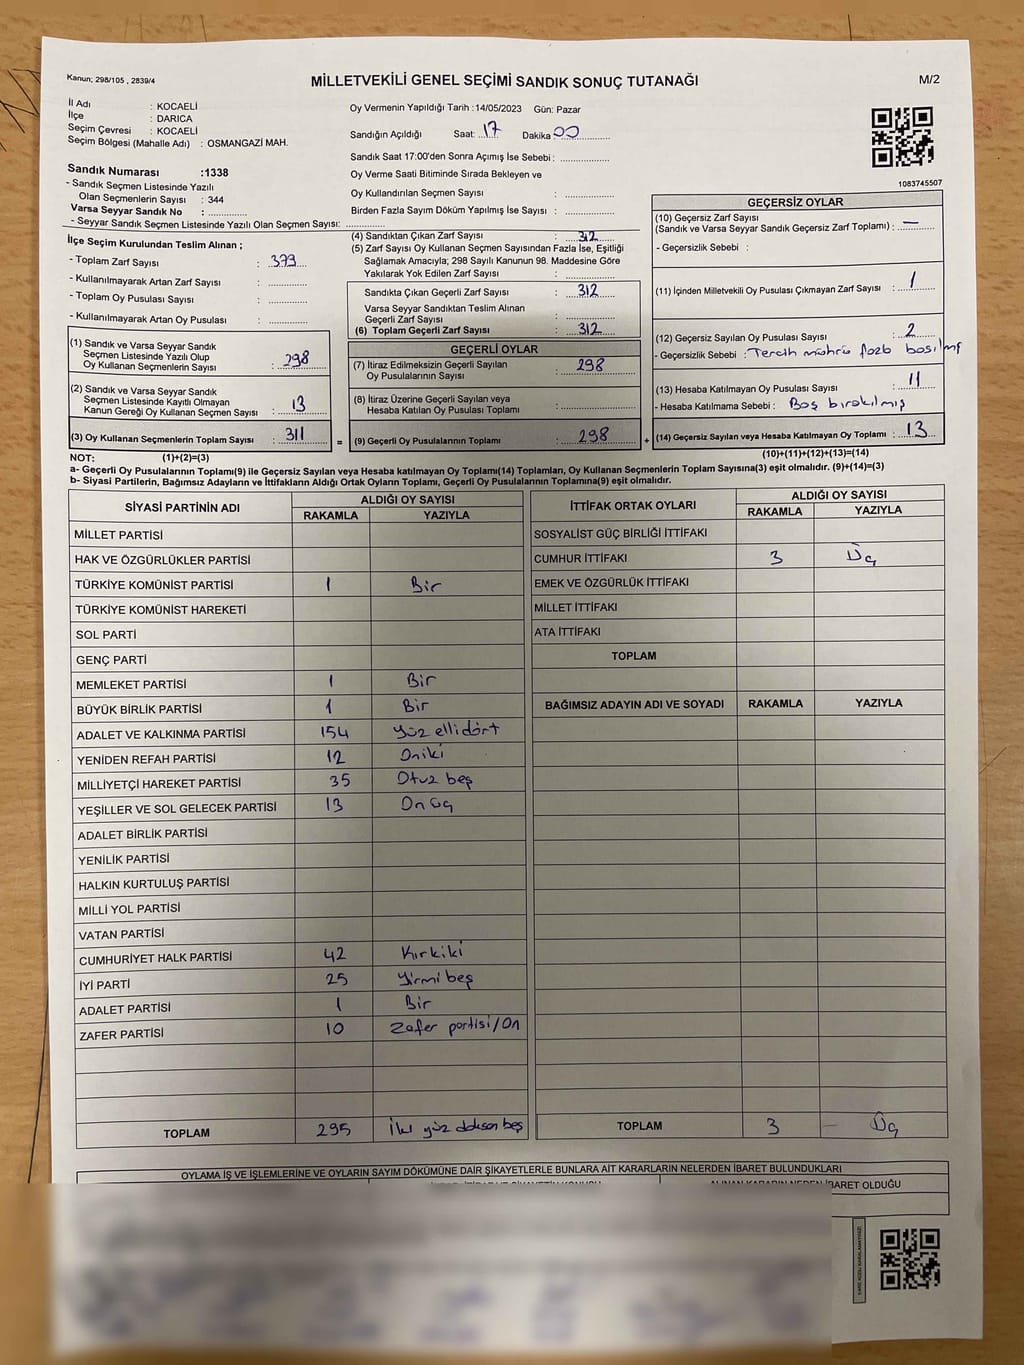 Kanun; 298/105 , 2839/4
MİLLETVEKİLİ GENEL SEÇİMİ SANDIK SONUÇ TUTANAĞI
M/2
İl Adı : KOCAELİ
İlçe : DARICA
Seçim Çevresi : KOCAELİ
Seçim Bölgesi (Mahalle Adı) : OSMANGAZİ MAH.
Sandık Numarası :1338
- Sandık Seçmen Listesinde Yazılı
Olan Seçmenlerin Sayısı : 344
Varsa Seyyar Sandık No : ............
- Seyyar Sandık Seçmen Listesinde Yazılı Olan Seçmen Sayısı: ............
Oy Vermenin Yapıldığı Tarih :14/05/2023 Gün: Pazar
Sandığın Açıldığı Saat: 17 Dakika 00
Sandık Saat 17:00'den Sonra Açımış İse Sebebi : ............
Oy Verme Saati Bitiminde Sırada Bekleyen ve
Oy Kullandırılan Seçmen Sayısı : ............
Birden Fazla Sayım Döküm Yapılmış İse Sayısı : ............
1083745507
İlçe Seçim Kurulundan Teslim Alınan ;
- Toplam Zarf Sayısı : 379
- Kullanılmayarak Artan Zarf Sayısı : ............
- Toplam Oy Pusulası Sayısı : ............
- Kullanılmayarak Artan Oy Pusulası : ............
(1) Sandık ve Varsa Seyyar Sandık
Seçmen Listesinde Yazılı Olup
Oy Kullanan Seçmenlerin Sayısı : 298
(2) Sandık ve Varsa Seyyar Sandık
Seçmen Listesinde Kayıtlı Olmayan
Kanun Gereği Oy Kullanan Seçmen Sayısı : 13
(3) Oy Kullanan Seçmenlerin Toplam Sayısı : 311
(4) Sandıktan Çıkan Zarf Sayısı : 312
(5) Zarf Sayısı Oy Kullanan Seçmen Sayısından Fazla İse, Eşitliği
Sağlamak Amacıyla; 298 Sayılı Kanunun 98. Maddesine Göre
Yakılarak Yok Edilen Zarf Sayısı : ............
Sandıkta Çıkan Geçerli Zarf Sayısı : 312
Varsa Seyyar Sandıktan Teslim Alınan
Geçerli Zarf Sayısı : ............
(6) Toplam Geçerli Zarf Sayısı : 312
GEÇERLİ OYLAR
(7) İtiraz Edilmeksizin Geçerli Sayılan
Oy Pusulalarının Sayısı : 298
(8) İtiraz Üzerine Geçerli Sayılan veya
Hesaba Katılan Oy Pusulası Toplamı : ............
= (9) Geçerli Oy Pusulalarının Toplamı : 298 +
GEÇERSİZ OYLAR
(10) Geçersiz Zarf Sayısı
(Sandık ve Varsa Seyyar Sandık Geçersiz Zarf Toplamı) : —
- Geçersizlik Sebebi :
(11) İçinden Milletvekili Oy Pusulası Çıkmayan Zarf Sayısı : 1
(12) Geçersiz Sayılan Oy Pusulası Sayısı : 2
- Geçersizlik Sebebi : Tercih mührü fazla basılmış
(13) Hesaba Katılmayan Oy Pusulası Sayısı : 11
- Hesaba Katılmama Sebebi : Boş bırakılmış
(14) Geçersiz Sayılan veya Hesaba Katılmayan Oy Toplamı : 13
NOT: (1)+(2)=(3) (10)+(11)+(12)+(13)=(14)
a- Geçerli Oy Pusulalarının Toplamı(9) ile Geçersiz Sayılan veya Hesaba katılmayan Oy Toplamı(14) Toplamları, Oy Kullanan Seçmenlerin Toplam Sayısına(3) eşit olmalıdır. (9)+(14)=(3)
b- Siyasi Partilerin, Bağımsız Adayların ve İttifakların Aldığı Ortak Oyların Toplamı, Geçerli Oy Pusulalarının Toplamına(9) eşit olmalıdır.
SİYASİ PARTİNİN ADI ALDIĞI OY SAYISI
RAKAMLA YAZIYLA
MİLLET PARTİSİ
HAK VE ÖZGÜRLÜKLER PARTİSİ
TÜRKİYE KOMÜNİST PARTİSİ 1 Bir
TÜRKİYE KOMÜNİST HAREKETİ
SOL PARTİ
GENÇ PARTİ
MEMLEKET PARTİSİ 1 Bir
BÜYÜK BİRLİK PARTİSİ 1 Bir
ADALET VE KALKINMA PARTİSİ 154 Yüz ellidört
YENİDEN REFAH PARTİSİ 12 Oniki
MİLLİYETÇİ HAREKET PARTİSİ 35 Otuz beş
YEŞİLLER VE SOL GELECEK PARTİSİ 13 On üç
ADALET BİRLİK PARTİSİ
YENİLİK PARTİSİ
HALKIN KURTULUŞ PARTİSİ
MİLLİ YOL PARTİSİ
VATAN PARTİSİ
CUMHURİYET HALK PARTİSİ 42 Kırkiki
İYİ PARTİ 25 Yirmi beş
ADALET PARTİSİ 1 Bir
ZAFER PARTİSİ 10 Zafer partisi/On
TOPLAM 295 İki yüz doksan beş
İTTİFAK ORTAK OYLARI ALDIĞI OY SAYISI
RAKAMLA YAZIYLA
SOSYALİST GÜÇ BİRLİĞİ İTTİFAKI
CUMHUR İTTİFAKI 3 Üç
EMEK VE ÖZGÜRLÜK İTTİFAKI
MİLLET İTTİFAKI
ATA İTTİFAKI
TOPLAM
BAĞIMSIZ ADAYIN ADI VE SOYADI RAKAMLA YAZIYLA
TOPLAM 3 – Üç
OYLAMA İŞ VE İŞLEMLERİNE VE OYLARIN SAYIM DÖKÜMÜNE DAİR ŞİKAYETLERLE BUNLARA AİT KARARLARIN NELERDEN İBARET BULUNDUKLARI
ALINAN KARARIN NEDEN İBARET OLDUĞU